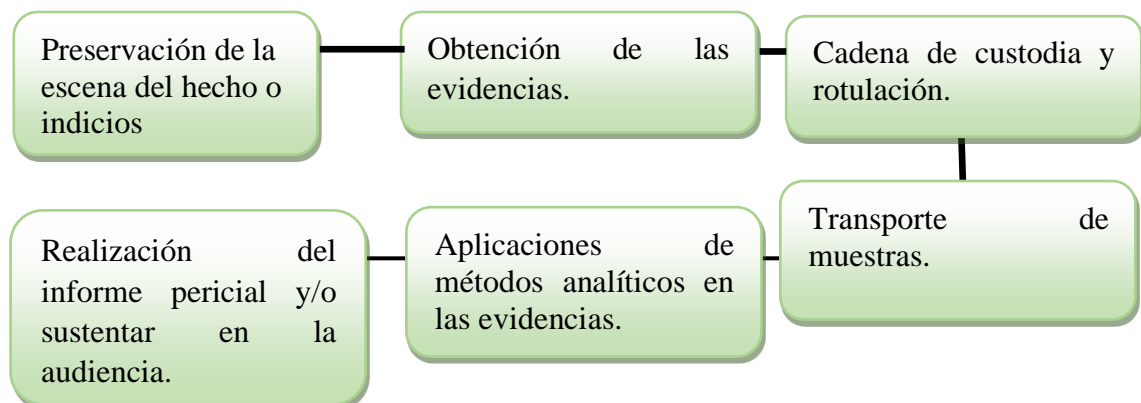 Preservación de la
escena del hecho o
indicios
Obtención de las
evidencias.
Cadena de custodia y
rotulación.
Transporte de
muestras.
Aplicaciones de
métodos analíticos en
las evidencias.
Realización del
informe pericial y/o
sustentar en la
audiencia.